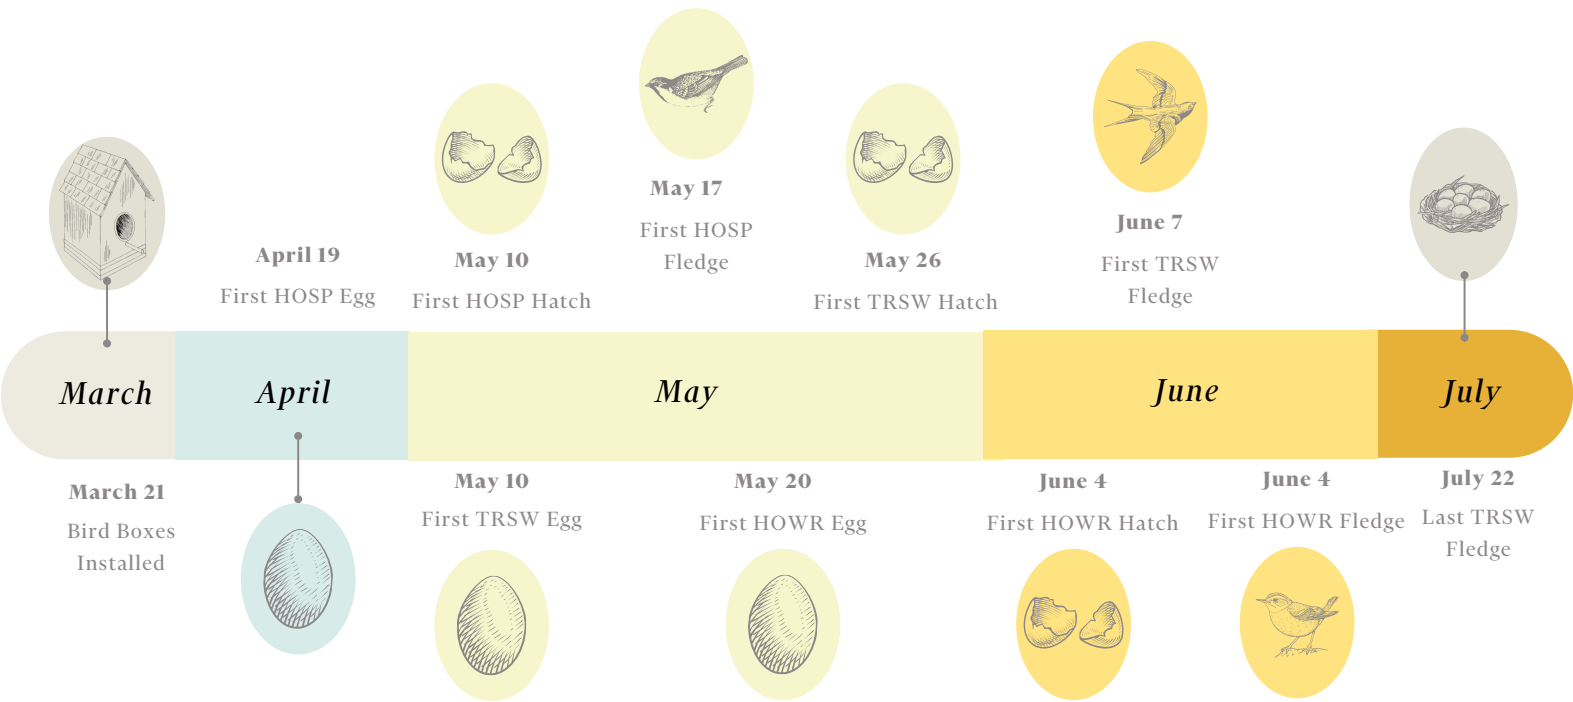 May 17
First HOSP
Fledge
June 7
First TRSW
Fledge
April 19
First HOSP Egg
May 10
First HOSP Hatch
May 26
First TRSW Hatch
March
April
May
June
July
March 21
Bird Boxes
Installed
May 10
First TRSW Egg
May 20
First HOWR Egg
June 4
First HOWR Hatch
June 4
First HOWR Fledge
July 22
Last TRSW
Fledge